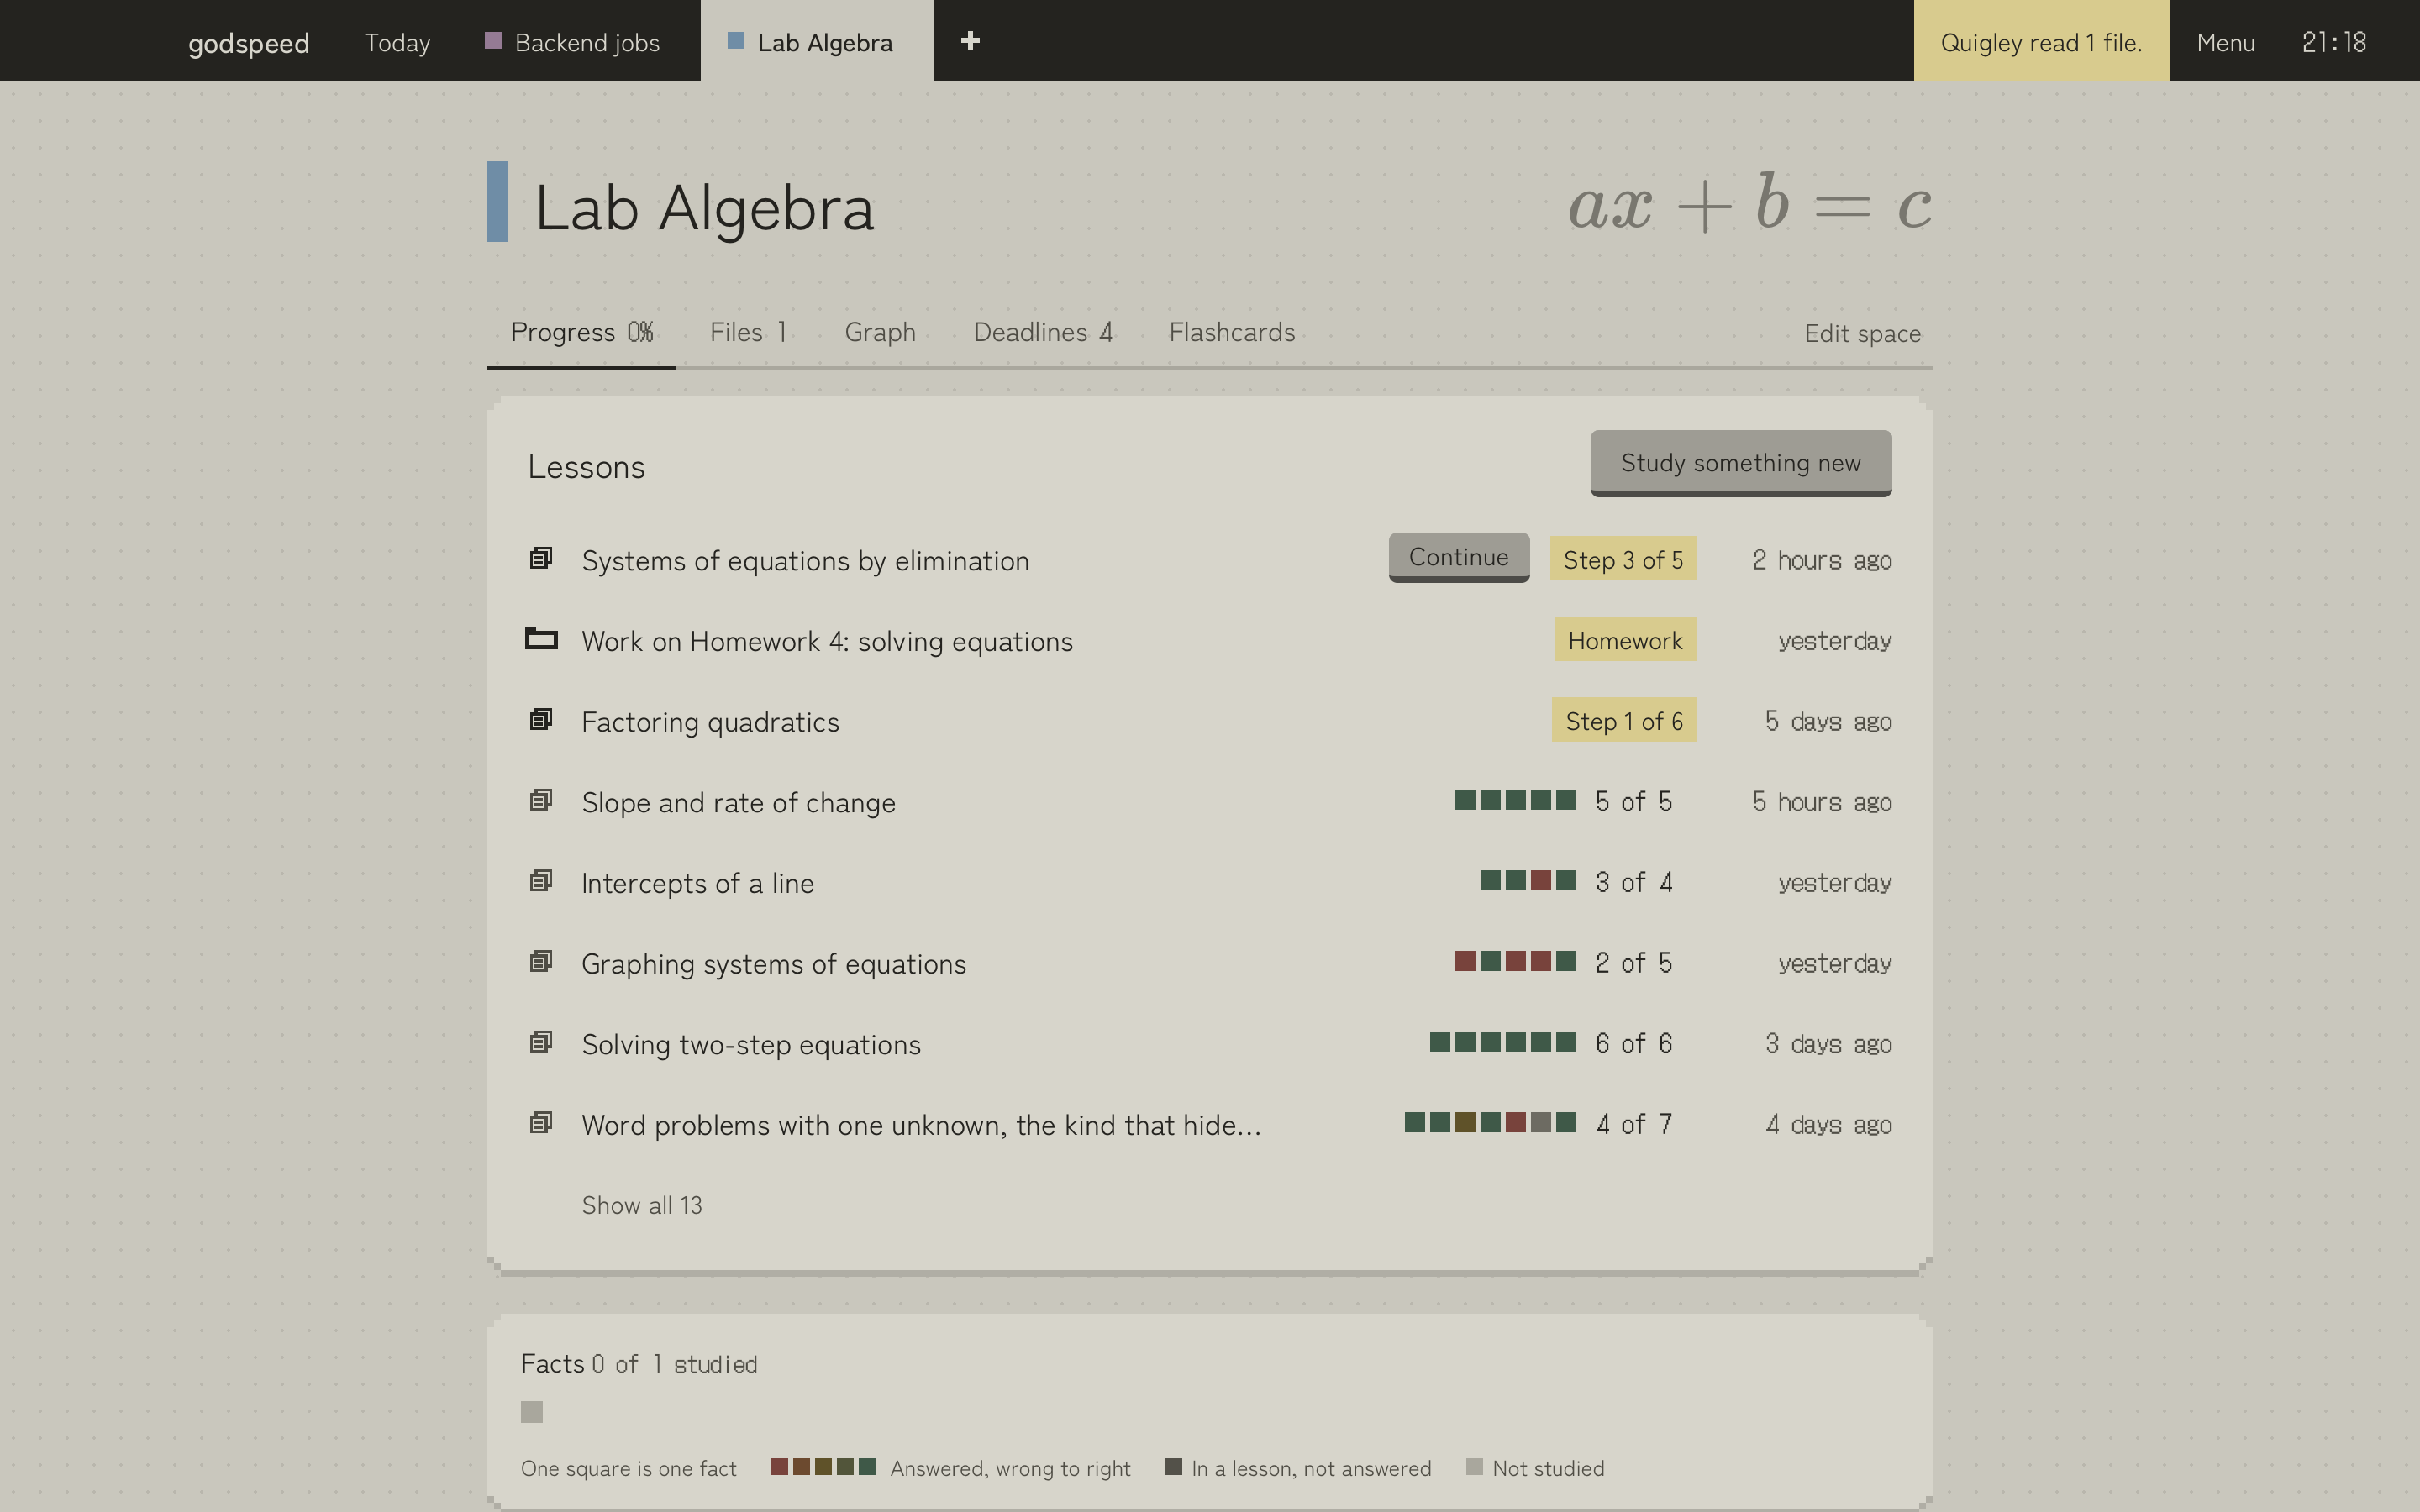 godspeed Today Backend jobs Lab Algebra Quigley read 1 file. Menu 21:18
Lab Algebra ax + b = c
Progress 0% Files 1 Graph Deadlines 4 Flashcards Edit space
Lessons Study something new
Systems of equations by elimination Continue Step 3 of 5 2 hours ago
Work on Homework 4: solving equations Homework yesterday
Factoring quadratics Step 1 of 6 5 days ago
Slope and rate of change 5 of 5 5 hours ago
Intercepts of a line 3 of 4 yesterday
Graphing systems of equations 2 of 5 yesterday
Solving two-step equations 6 of 6 3 days ago
Word problems with one unknown, the kind that hide... 4 of 7 4 days ago
Show all 13
Facts 0 of 1 studied
One square is one fact Answered, wrong to right In a lesson, not answered Not studied